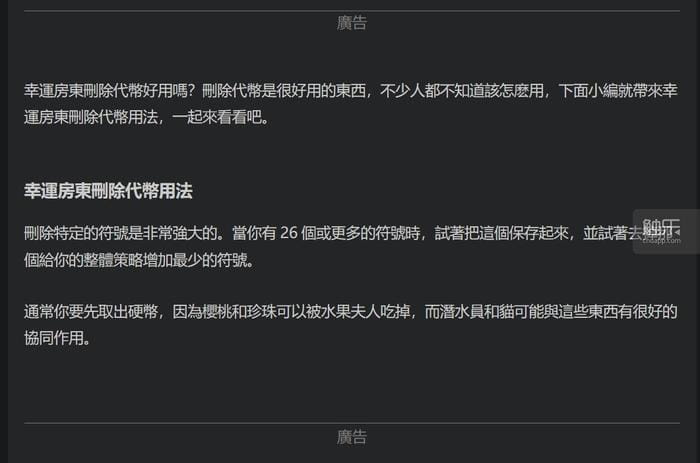 廣告
幸運房東刪除代幣好用嗎？刪除代幣是很好用的東西，不少人都不知道該怎麼用，下面小編就帶來幸
運房東刪除代幣用法，一起來看看吧。
幸運房東刪除代幣用法
刪除特定的符號是非常強大的。當你有 26 個或更多的符號時，試著把這個保存起來，並試著去
個給你的整體策略增加最少的符號。
触乐
chuapp.com
通常你要先取出硬幣，因為櫻桃和珍珠可以被水果夫人吃掉，而潛水員和貓可能與這些東西有很好的
協同作用。
廣告